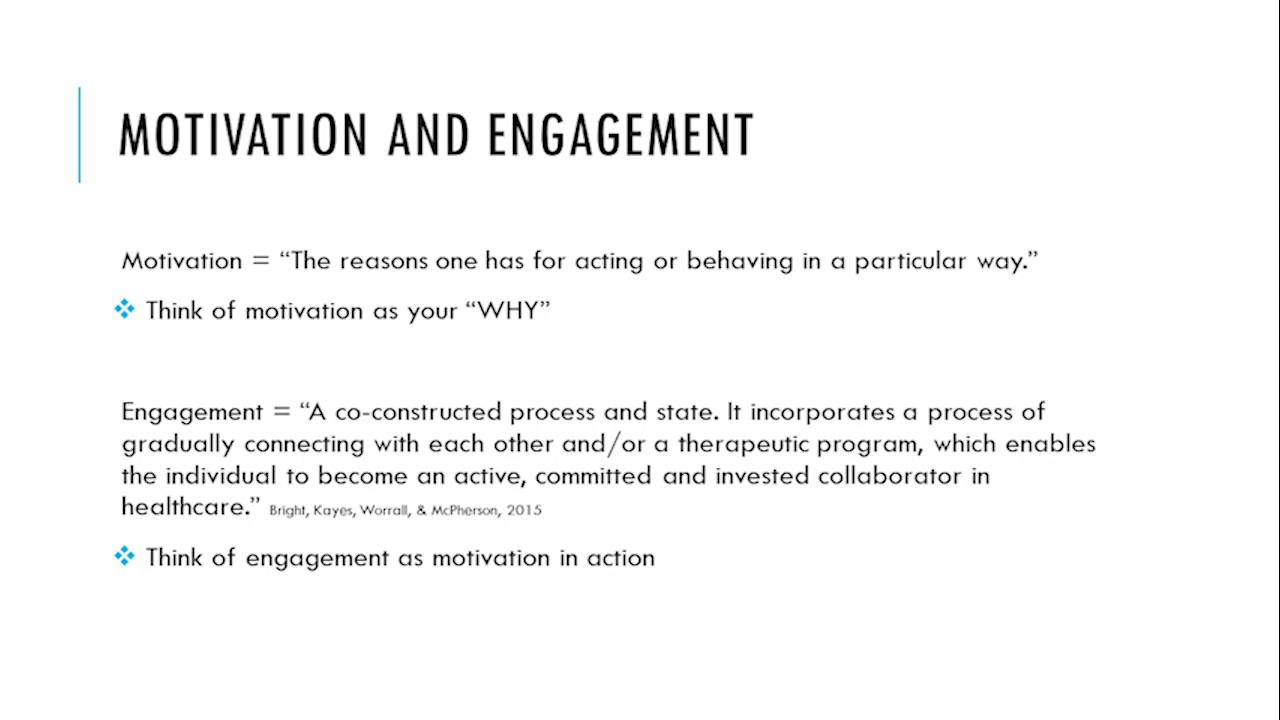 MOTIVATION AND ENGAGEMENT
Motivation = “The reasons one has for acting or behaving in a particular way.”
❖ Think of motivation as your “WHY”
Engagement = “A co-constructed process and state. It incorporates a process of
gradually connecting with each other and/or a therapeutic program, which enables
the individual to become an active, committed and invested collaborator in
healthcare.” Bright, Kayes, Worrall, & McPherson, 2015
❖ Think of engagement as motivation in action